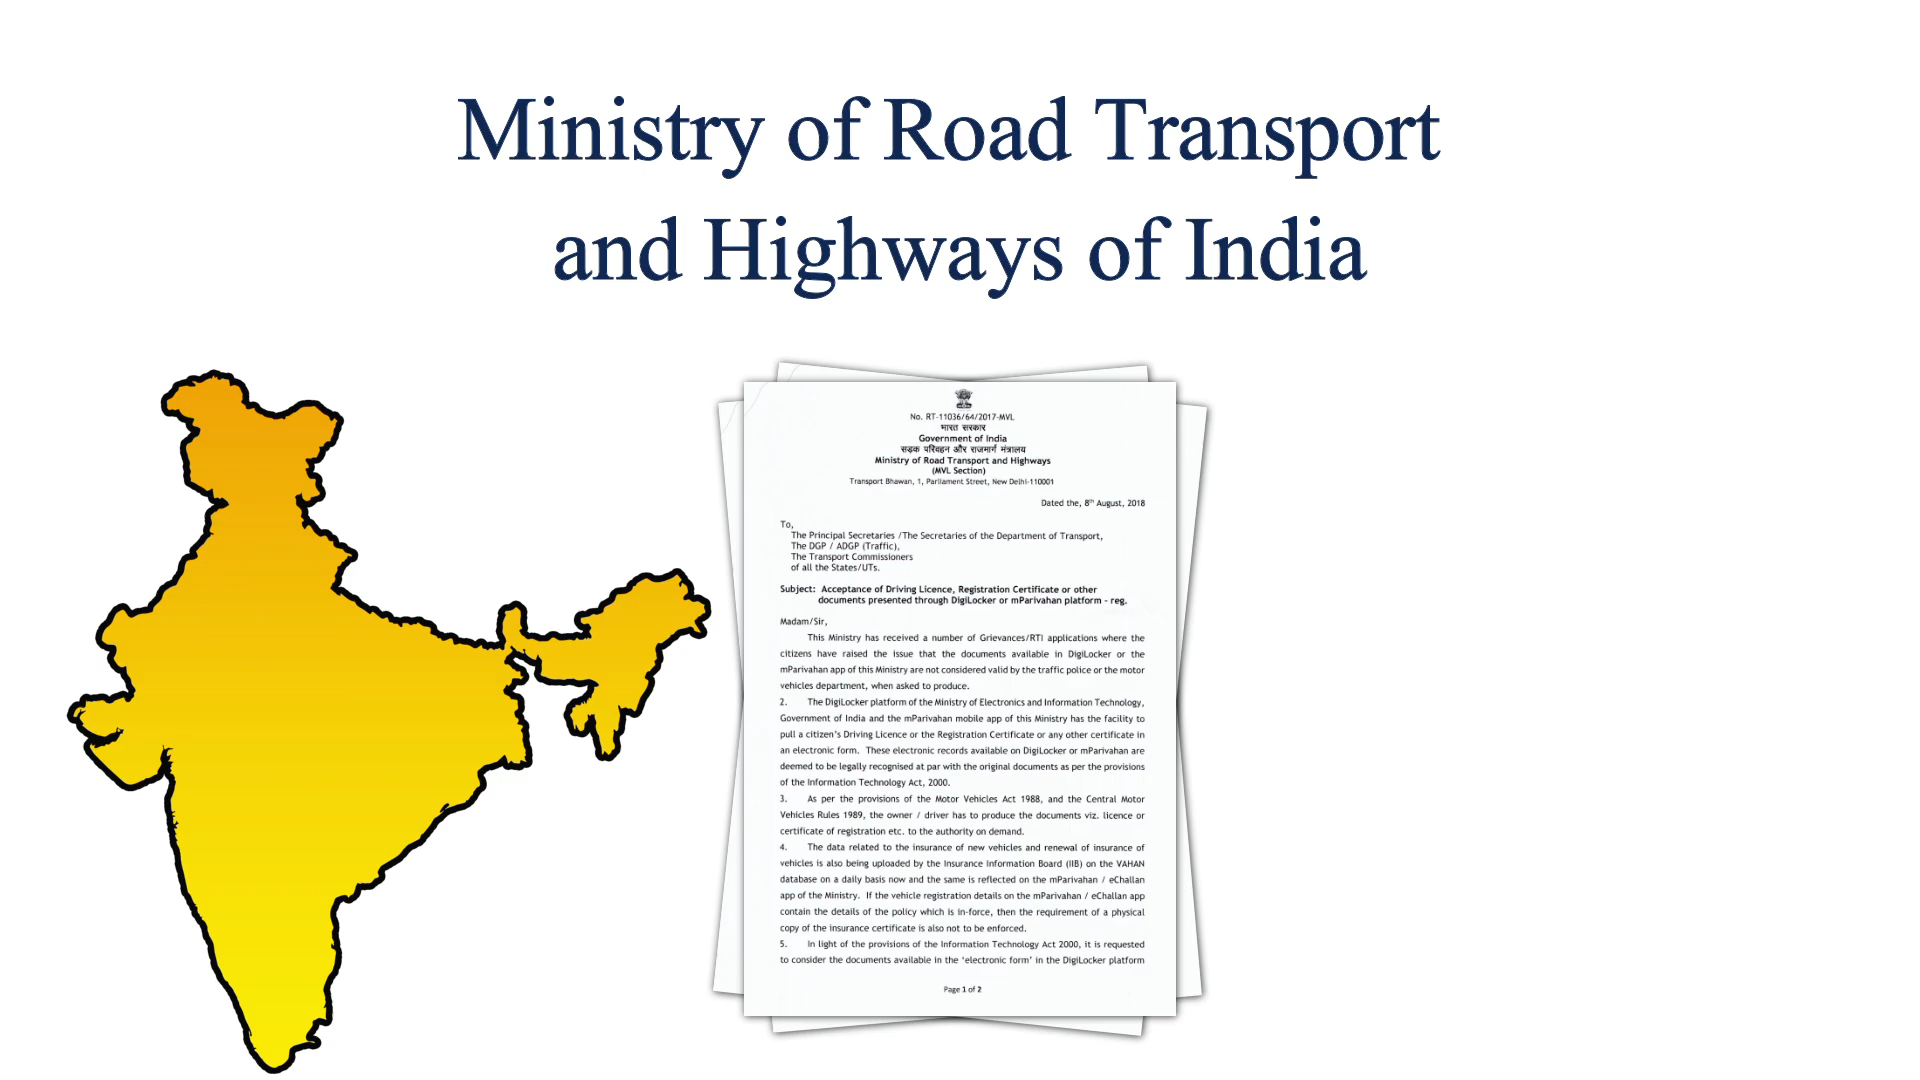 Ministry of Road Transport
and Highways of India
No. RT-11036/64/2017-MVL
भारत सरकार
Government of India
सड़क परिवहन और राजमार्ग मंत्रालय
Ministry of Road Transport and Highways
(MVL Section)
Transport Bhawan, 1, Parliament Street, New Delhi-110001
Dated the, 8th August, 2018
To,
The Principal Secretaries /The Secretaries of the Department of Transport,
The DGP / ADGP (Traffic),
The Transport Commissioners
of all the States/UTs.
Subject: Acceptance of Driving Licence, Registration Certificate or other
documents presented through DigiLocker or mParivahan platform - reg.
Madam/Sir,
This Ministry has received a number of Grievances/RTI applications where the
citizens have raised the issue that the documents available in DigiLocker or the
mParivahan app of this Ministry are not considered valid by the traffic police or the motor
vehicles department, when asked to produce.
2. The DigiLocker platform of the Ministry of Electronics and Information Technology,
Government of India and the mParivahan mobile app of this Ministry has the facility to
pull a citizen's Driving Licence or the Registration Certificate or any other certificate in
an electronic form. These electronic records available on DigiLocker or mParivahan are
deemed to be legally recognised at par with the original documents as per the provisions
of the Information Technology Act, 2000.
3. As per the provisions of the Motor Vehicles Act 1988, and the Central Motor
Vehicles Rules 1989, the owner / driver has to produce the documents viz. licence or
certificate of registration etc. to the authority on demand.
4. The data related to the insurance of new vehicles and renewal of insurance of
vehicles is also being uploaded by the Insurance Information Board (IIB) on the VAHAN
database on a daily basis now and the same is reflected on the mParivahan / eChallan
app of the Ministry. If the vehicle registration details on the mParivahan / eChallan app
contain the details of the policy which is in-force, then the requirement of a physical
copy of the insurance certificate is also not to be enforced.
5. In light of the provisions of the Information Technology Act 2000, it is requested
to consider the documents available in the 'electronic form' in the DigiLocker platform
Page 1 of 2